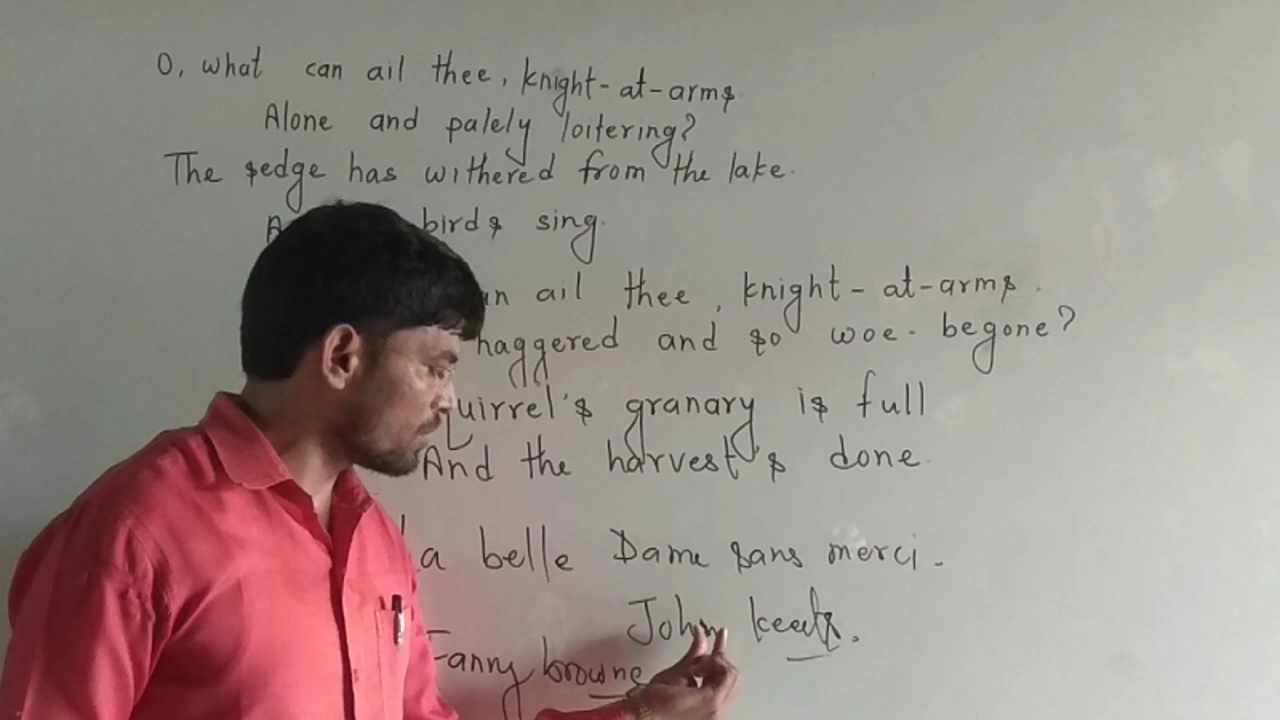 O, what can ail thee, knight-at-arms
Alone and palely loitering?
The sedge has withered from the lake.
birds sing.
ail thee, knight-at-arms.
haggered and so woe-begone?
is full
granary
And the harvest's done.
La belle Dame sans merci.
John Keats.
Fanny browne